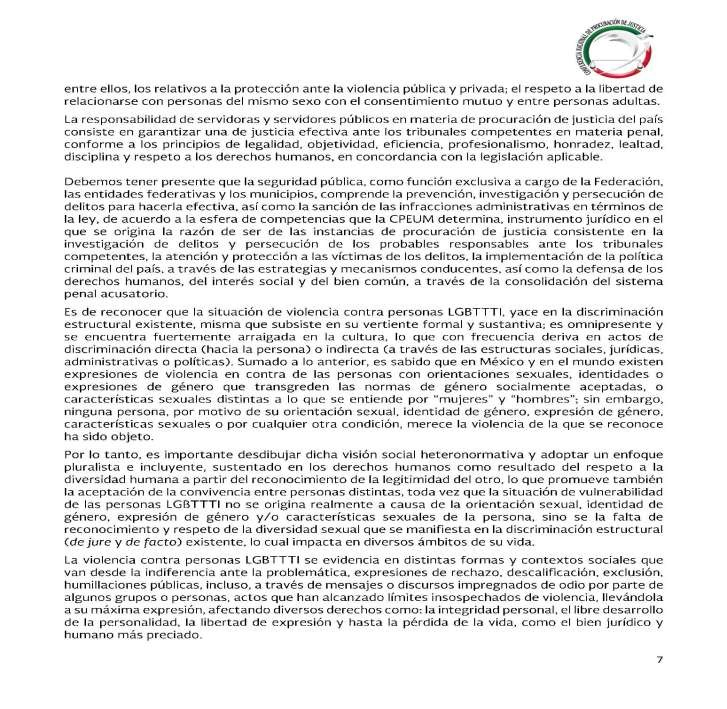 CONFERENCIA NACIONAL DE PROCURACIÓN DE JUSTICIA
entre ellos, los relativos a la protección ante la violencia pública y privada; el respeto a la libertad de
relacionarse con personas del mismo sexo con el consentimiento mutuo y entre personas adultas.
La responsabilidad de servidoras y servidores públicos en materia de procuración de justicia del país
consiste en garantizar una de justicia efectiva ante los tribunales competentes en materia penal,
conforme a los principios de legalidad, objetividad, eficiencia, profesionalismo, honradez, lealtad,
disciplina y respeto a los derechos humanos, en concordancia con la legislación aplicable.
Debemos tener presente que la seguridad pública, como función exclusiva a cargo de la Federación,
las entidades federativas y los municipios, comprende la prevención, investigación y persecución de
delitos para hacerla efectiva, así como la sanción de las infracciones administrativas en términos de
la ley, de acuerdo a la esfera de competencias que la CPEUM determina, instrumento jurídico en el
que se origina la razón de ser de las instancias de procuración de justicia consistente en la
investigación de delitos y persecución de los probables responsables ante los tribunales
competentes, la atención y protección a las víctimas de los delitos, la implementación de la política
criminal del país, a través de las estrategias y mecanismos conducentes, así como la defensa de los
derechos humanos, del interés social y del bien común, a través de la consolidación del sistema
penal acusatorio.
Es de reconocer que la situación de violencia contra personas LGBTTTI, yace en la discriminación
estructural existente, misma que subsiste en su vertiente formal y sustantiva; es omnipresente y
se encuentra fuertemente arraigada en la cultura, lo que con frecuencia deriva en actos de
discriminación directa (hacia la persona) o indirecta (a través de las estructuras sociales, jurídicas,
administrativas o políticas). Sumado a lo anterior, es sabido que en México y en el mundo existen
expresiones de violencia en contra de las personas con orientaciones sexuales, identidades o
expresiones de género que transgreden las normas de género socialmente aceptadas, o
características sexuales distintas a lo que se entiende por “mujeres” y “hombres”; sin embargo,
ninguna persona, por motivo de su orientación sexual, identidad de género, expresión de género,
características sexuales o por cualquier otra condición, merece la violencia de la que se reconoce
ha sido objeto.
Por lo tanto, es importante desdibujar dicha visión social heteronormativa y adoptar un enfoque
pluralista e incluyente, sustentado en los derechos humanos como resultado del respeto a la
diversidad humana a partir del reconocimiento de la legitimidad del otro, lo que promueve también
la aceptación de la convivencia entre personas distintas, toda vez que la situación de vulnerabilidad
de las personas LGBTTTI no se origina realmente a causa de la orientación sexual, identidad de
género, expresión de género y/o características sexuales de la persona, sino se la falta de
reconocimiento y respeto de la diversidad sexual que se manifiesta en la discriminación estructural
(de jure y de facto) existente, lo cual impacta en diversos ámbitos de su vida.
La violencia contra personas LGBTTTI se evidencia en distintas formas y contextos sociales que
van desde la indiferencia ante la problemática, expresiones de rechazo, descalificación, exclusión,
humillaciones públicas, incluso, a través de mensajes o discursos impregnados de odio por parte de
algunos grupos o personas, actos que han alcanzado límites insospechados de violencia, llevándola
a su máxima expresión, afectando diversos derechos como: la integridad personal, el libre desarrollo
de la personalidad, la libertad de expresión y hasta la pérdida de la vida, como el bien jurídico y
humano más preciado.
7